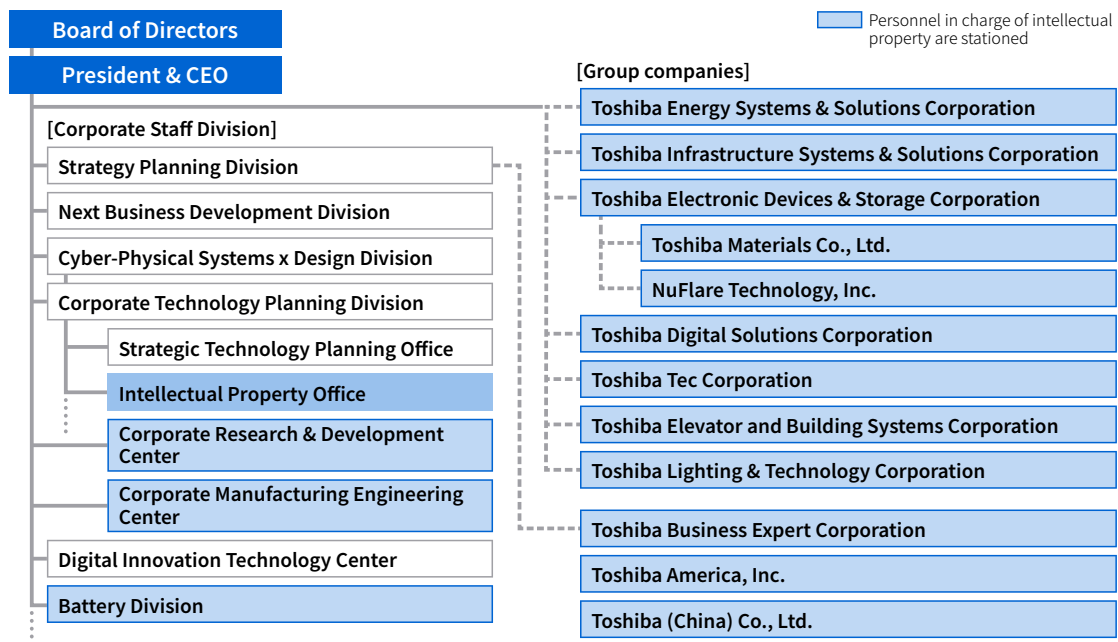 Board of Directors
President & CEO
Personnel in charge of intellectual
property are stationed
[Corporate Staff Division]
Strategy Planning Division
Next Business Development Division
Cyber-Physical Systems x Design Division
Corporate Technology Planning Division
Strategic Technology Planning Office
Intellectual Property Office
Corporate Research & Development
Center
Corporate Manufacturing Engineering
Center
Digital Innovation Technology Center
Battery Division
[Group companies]
Toshiba Energy Systems & Solutions Corporation
Toshiba Infrastructure Systems & Solutions Corporation
Toshiba Electronic Devices & Storage Corporation
Toshiba Materials Co., Ltd.
NuFlare Technology, Inc.
Toshiba Digital Solutions Corporation
Toshiba Tec Corporation
Toshiba Elevator and Building Systems Corporation
Toshiba Lighting & Technology Corporation
Toshiba Business Expert Corporation
Toshiba America, Inc.
Toshiba (China) Co., Ltd.